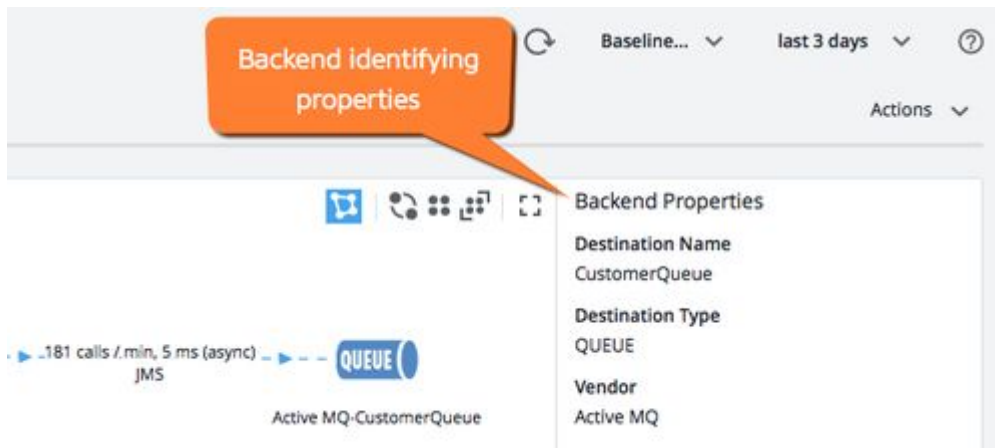 Backend identifying
properties
Baseline...
last 3 days
Actions
Backend Properties
Destination Name
CustomerQueue
Destination Type
QUEUE
Vendor
Active MQ
181 calls / min, 5 ms (async)
JMS
QUEUE
Active MQ-CustomerQueue